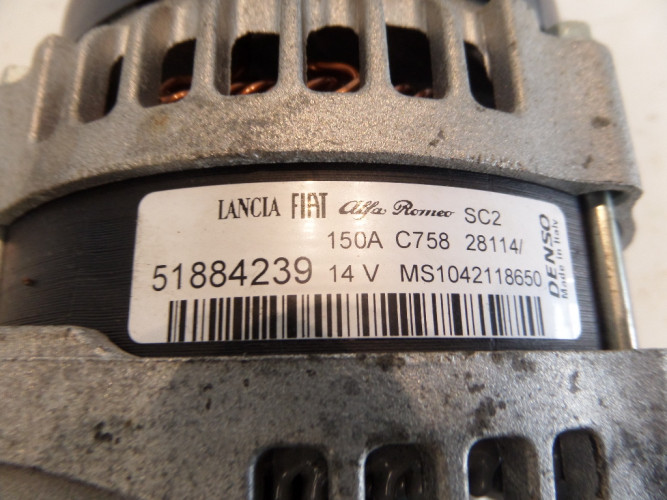 LANCIA FIAT Alfa Romeo SC2
150A C758 28114/
51884239 14 V MS1042118650
DENSO
Made in Italy